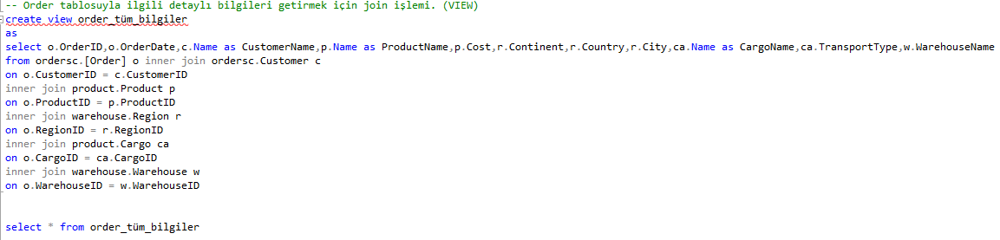 -- Order tablosuyla ilgili detaylı bilgileri getirmek için join işlemi. (VIEW)
create view order_tüm_bilgiler
as
select o.OrderID,o.OrderDate,c.Name as CustomerName,p.Name as ProductName,p.Cost,r.Continent,r.Country,r.City,ca.Name as CargoName,ca.TransportType,w.WarehouseName
from ordersc.[Order] o inner join ordersc.Customer c
on o.CustomerID = c.CustomerID
inner join product.Product p
on o.ProductID = p.ProductID
inner join warehouse.Region r
on o.RegionID = r.RegionID
inner join product.Cargo ca
on o.CargoID = ca.CargoID
inner join warehouse.Warehouse w
on o.WarehouseID = w.WarehouseID
select * from order_tüm_bilgiler